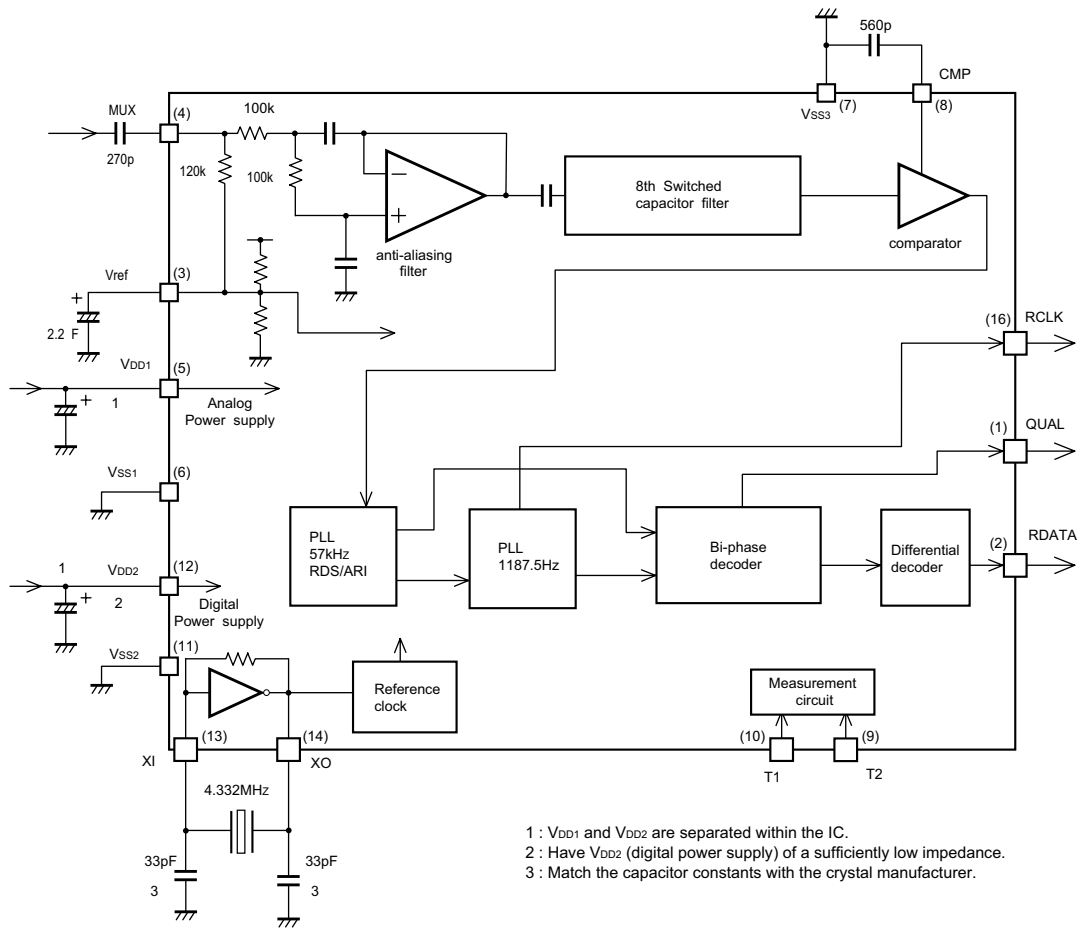 560p
CMP
(7)
(8)
VSS3
MUX
(4)
100k
270p
120k
100k
8th Switched
capacitor filter
−
+
comparator
anti-aliasing
filter
Vref
(3)
+
2.2 F
(16)
RCLK
VDD1
(5)
+
1
Analog
Power supply
(1)
QUAL
VSS1
(6)
PLL
57kHz
RDS/ARI
PLL
1187.5Hz
Bi-phase
decoder
Differential
decoder
(2)
RDATA
1
VDD2
(12)
+
2
Digital
Power supply
VSS2
(11)
Reference
clock
Measurement
circuit
(13)
(14)
(10)
(9)
XI
XO
T1
T2
4.332MHz
33pF
33pF
3
3
1 : VDD1 and VDD2 are separated within the IC.
2 : Have VDD2 (digital power supply) of a sufficiently low impedance.
3 : Match the capacitor constants with the crystal manufacturer.